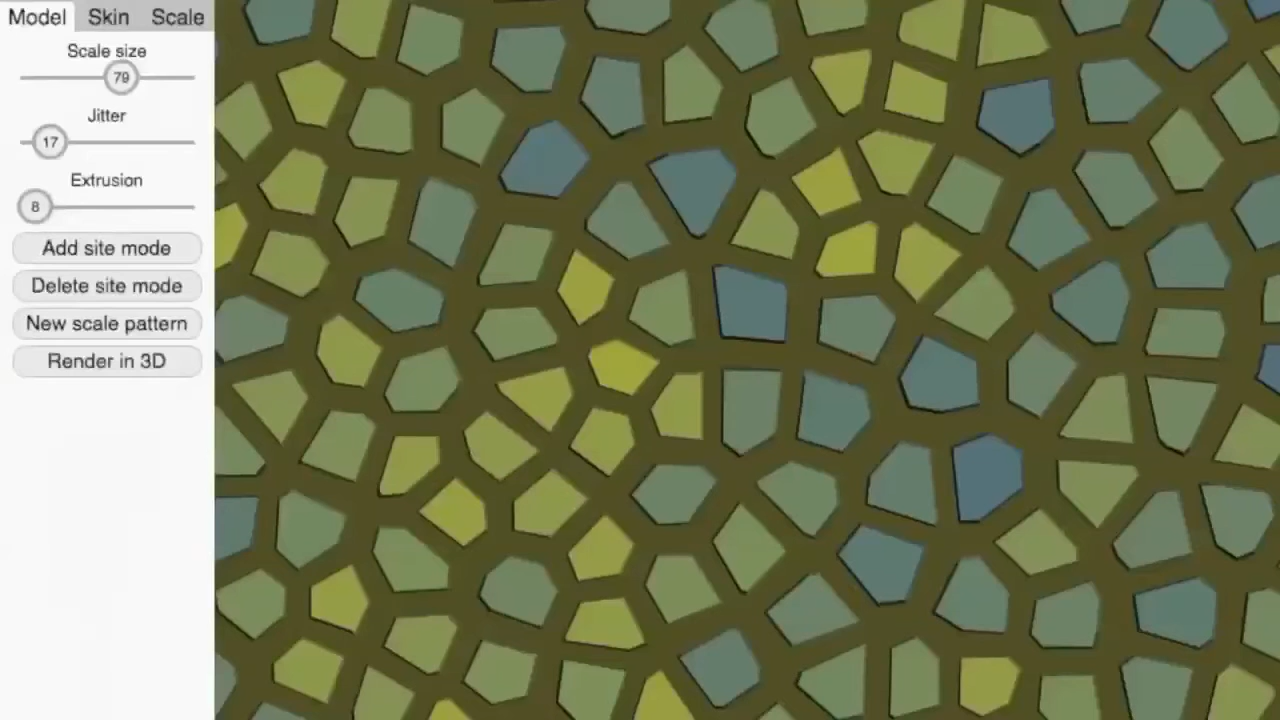 Model Skin Scale
Scale size
79
Jitter
17
Extrusion
8
Add site mode
Delete site mode
New scale pattern
Render in 3D